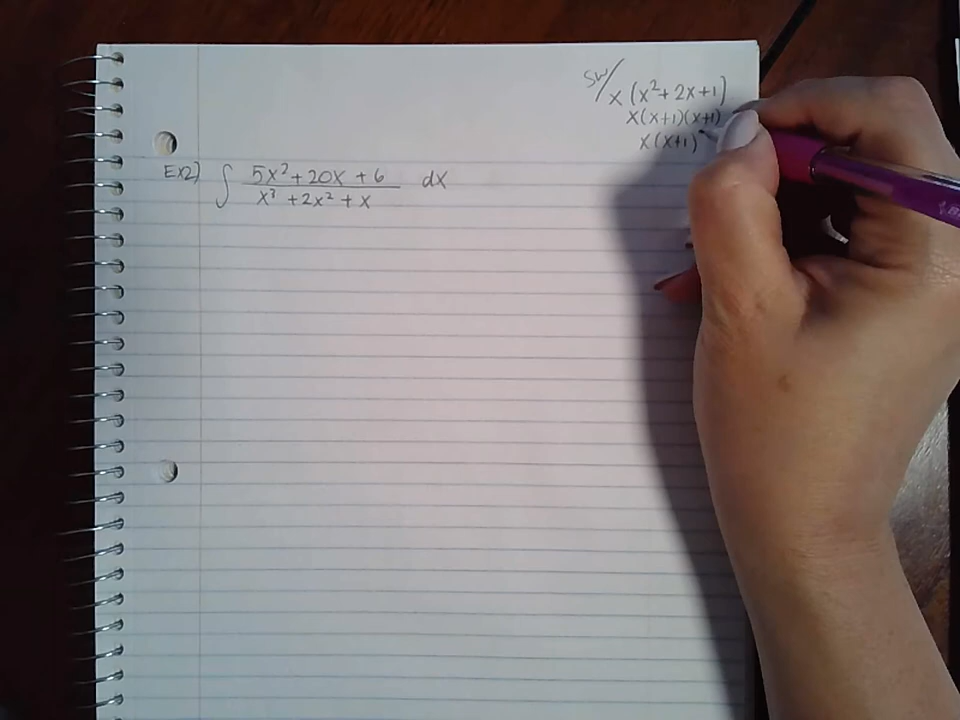 SW/
x(x²+2x+1)
x(x+1)(x+1)
x(x+1)
Ex2) ∫ 5x²+20x+6 dx
x³+2x²+x